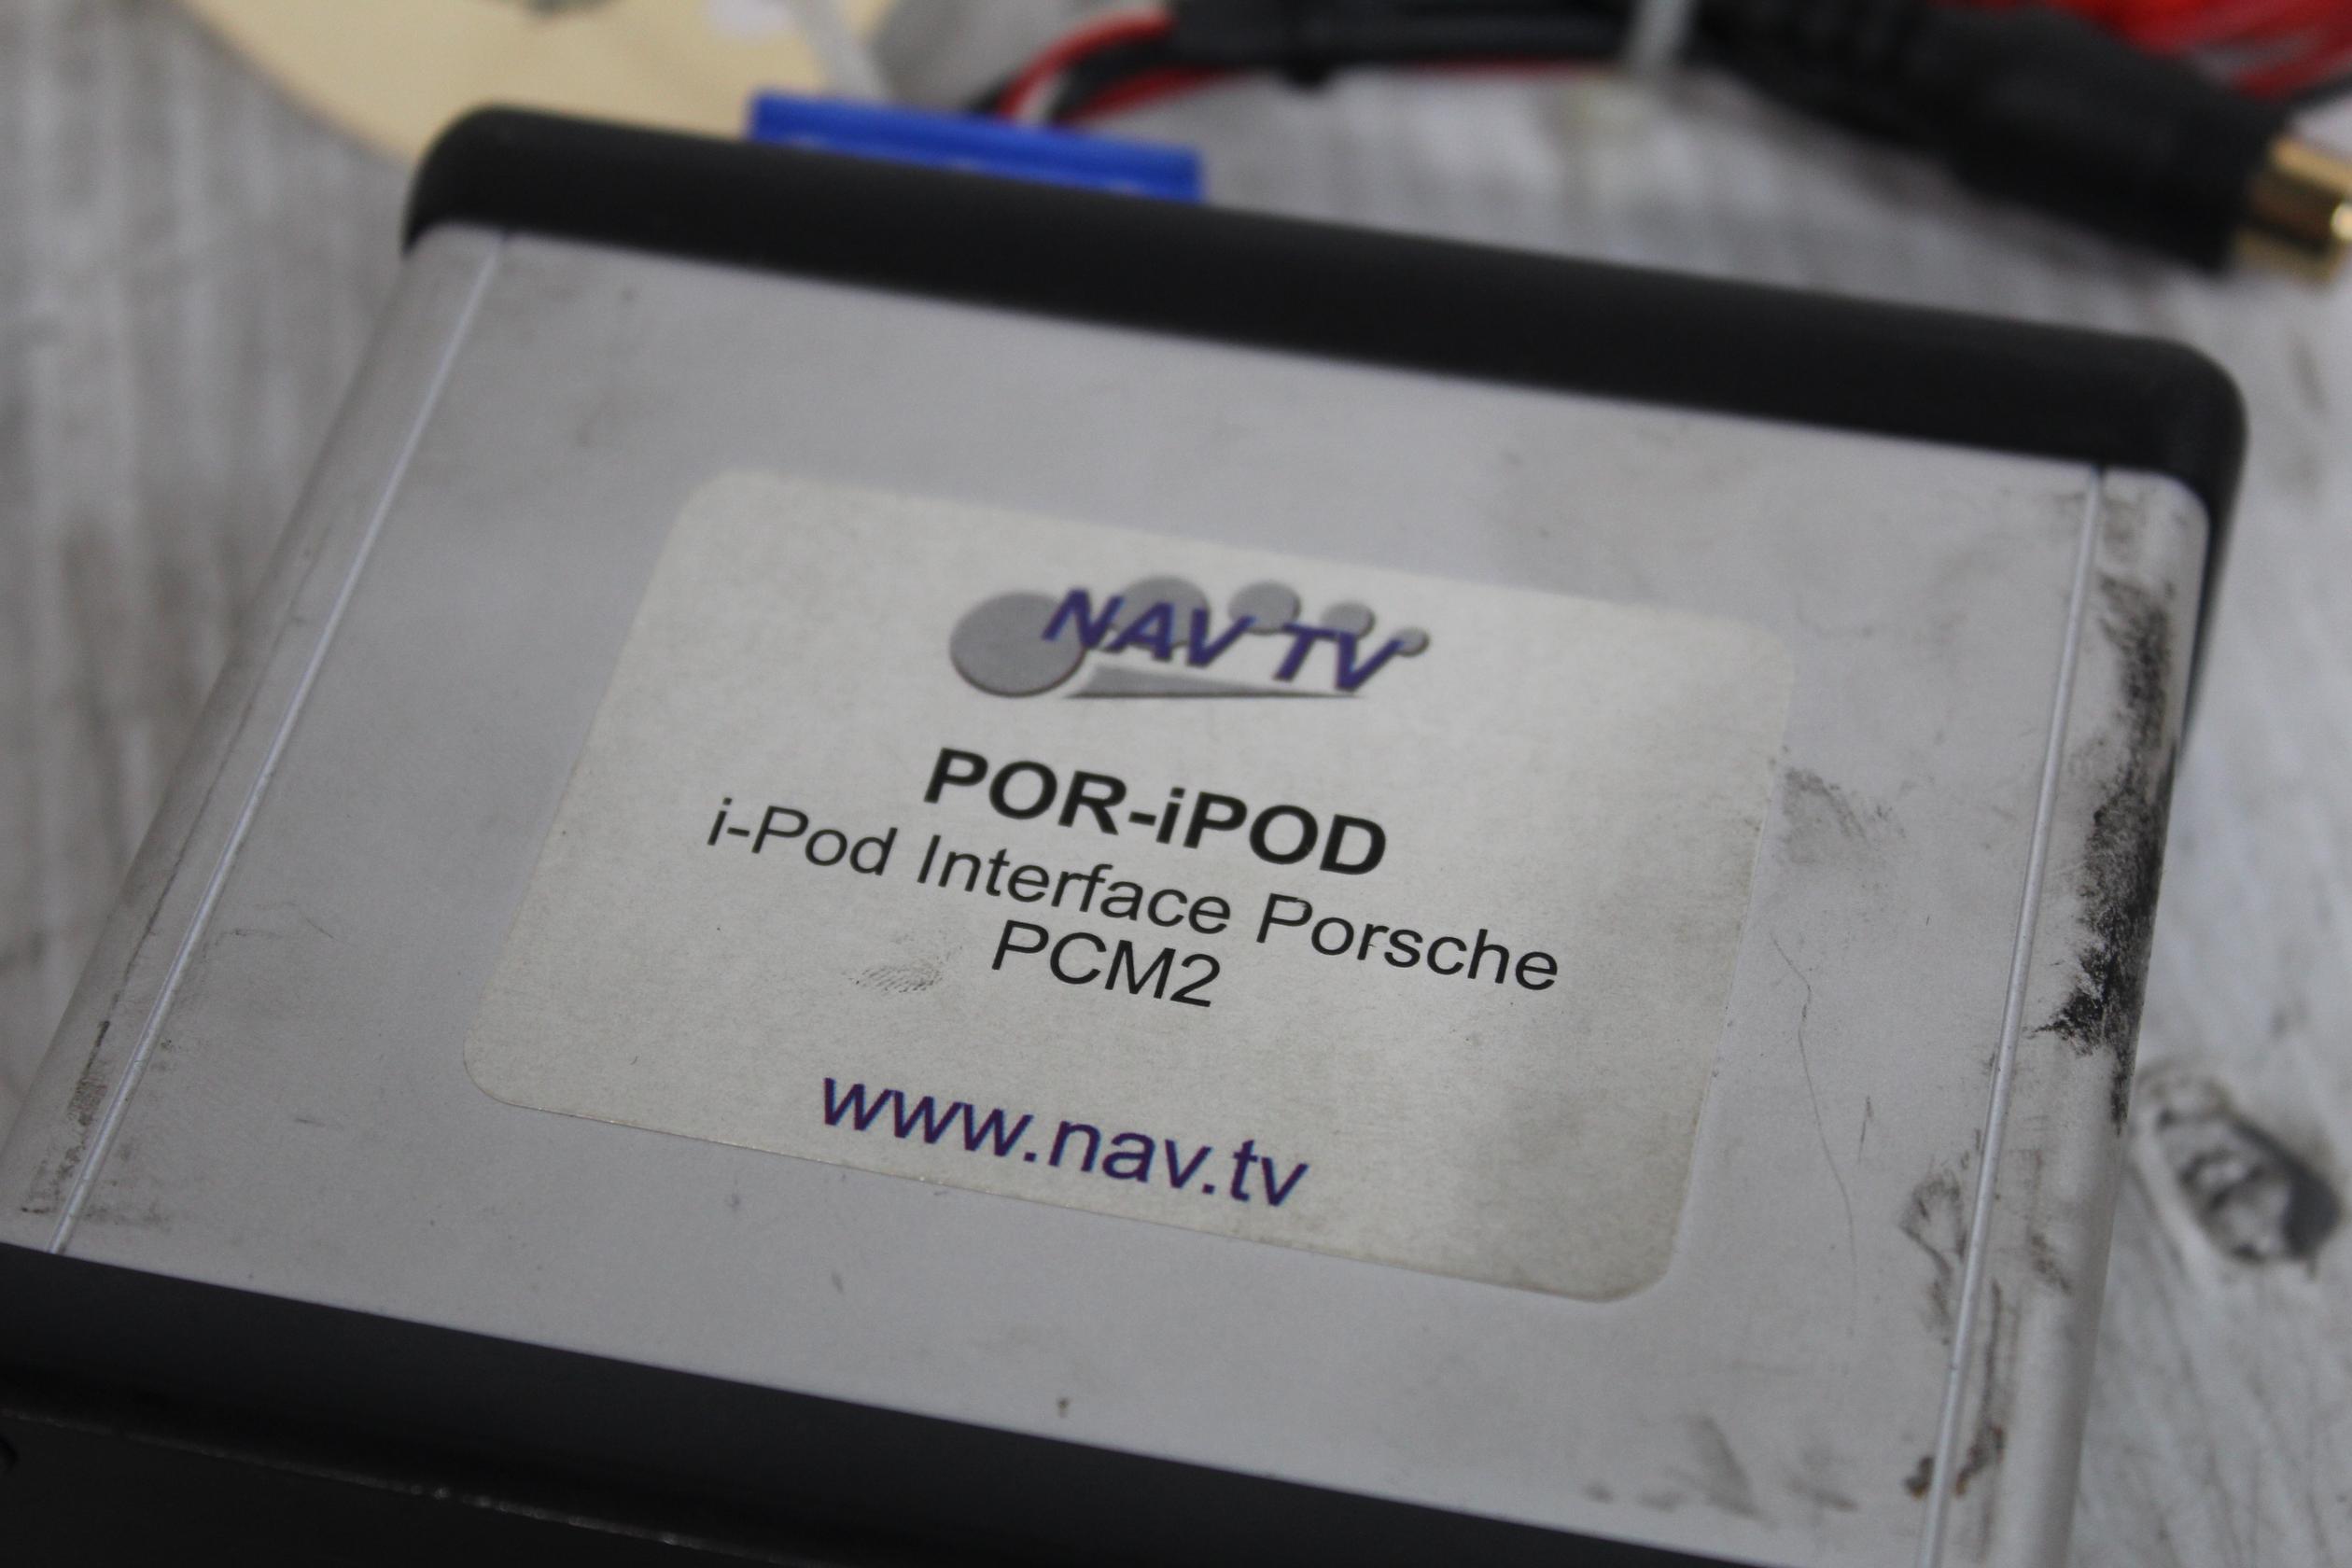 NAV TV
POR-iPOD
i-Pod Interface Porsche
PCM2
www.nav.tv